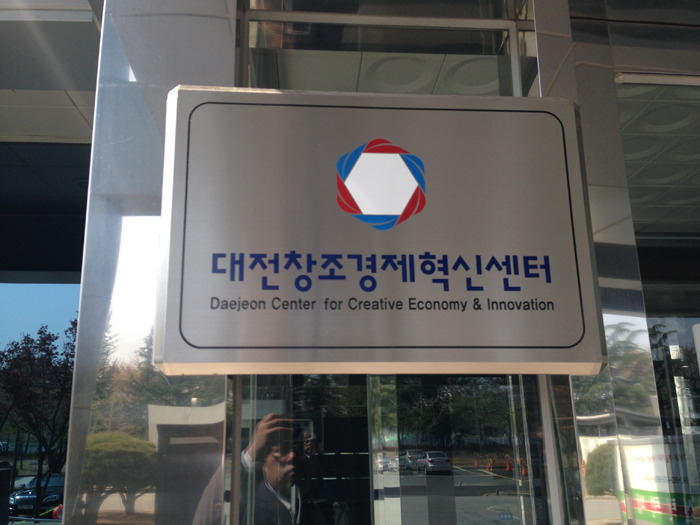 대전창조경제혁신센터
Daejeon Center for Creative Economy & Innovation